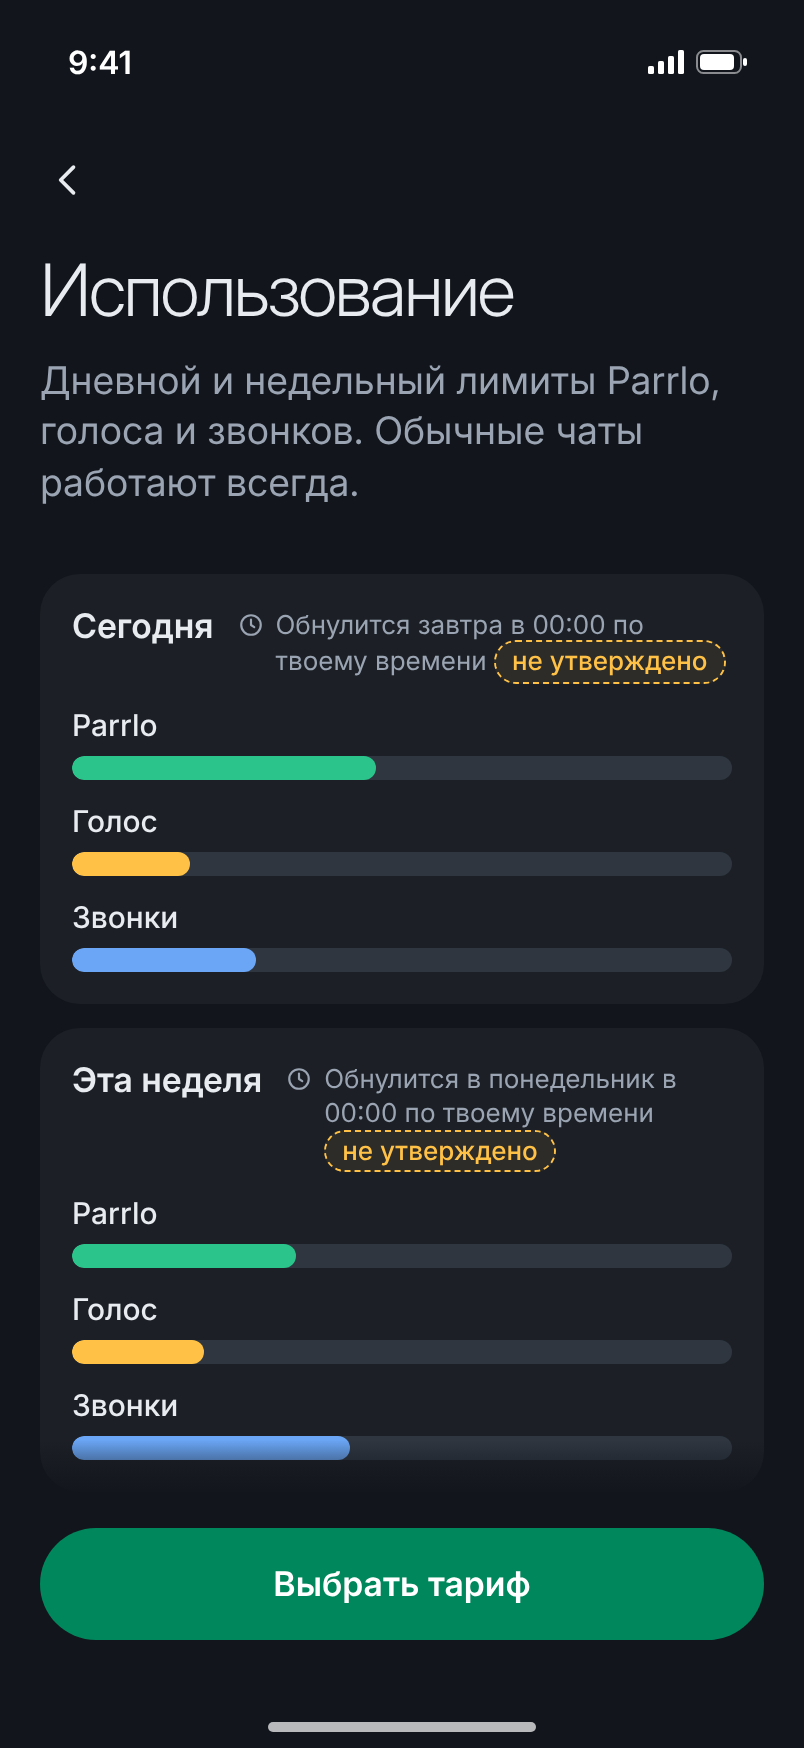 9:41
Использование
Дневной и недельный лимиты Parrlo,
голоса и звонков. Обычные чаты
работают всегда.
Сегодня
Обнулится завтра в 00:00 по
твоему времени не утверждено
Parrlo
Голос
Звонки
Эта неделя
Обнулится в понедельник в
00:00 по твоему времени
не утверждено
Parrlo
Голос
Звонки
Выбрать тариф